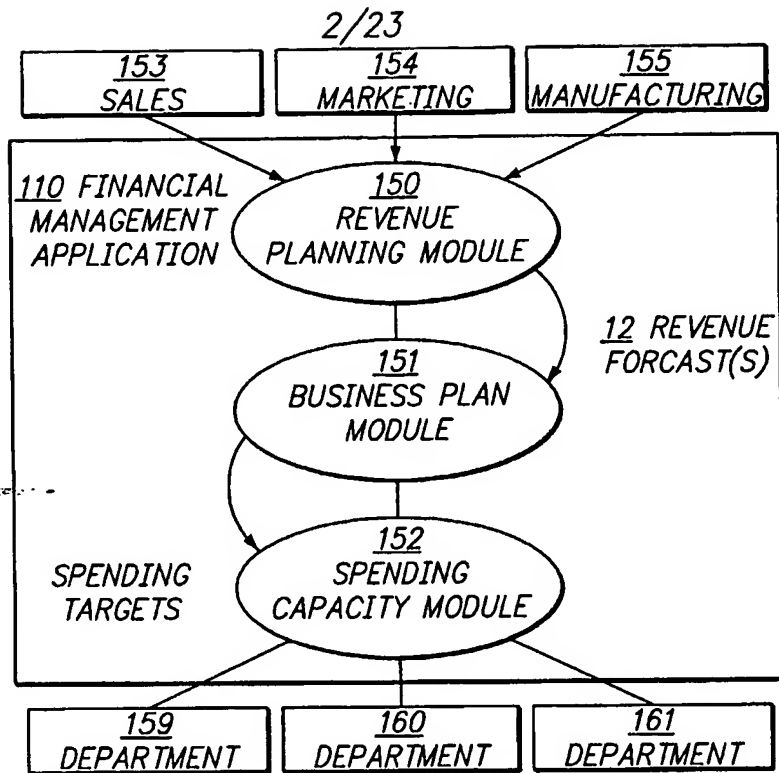 2/23
153
SALES
154
MARKETING
155
MANUFACTURING
110 FINANCIAL
MANAGEMENT
APPLICATION
150
REVENUE
PLANNING MODULE
12 REVENUE
FORCAST(S)
151
BUSINESS PLAN
MODULE
SPENDING
TARGETS
152
SPENDING
CAPACITY MODULE
159
DEPARTMENT
160
DEPARTMENT
161
DEPARTMENT